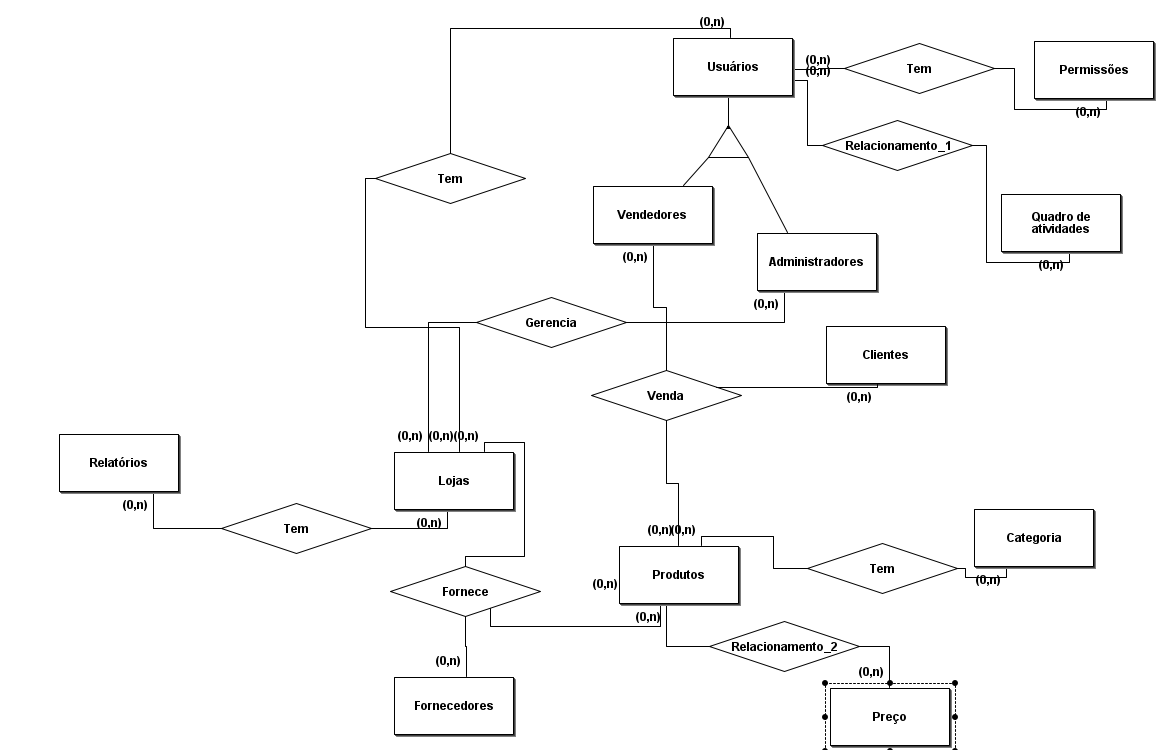 (0,n)
Usuários
(0,n)
(0,n)
Tem
Permissões
(0,n)
Relacionamento_1
Tem
Vendedores
Quadro de
atividades
(0,n)
Administradores
(0,n)
(0,n)
Gerencia
Clientes
(0,n)
Venda
(0,n)
(0,n)
(0,n)
Relatórios
Lojas
(0,n)
(0,n)
Tem
(0,n)
(0,n)
Categoria
Produtos
Tem
(0,n)
(0,n)
Fornece
(0,n)
Relacionamento_2
(0,n)
(0,n)
Fornecedores
Preço